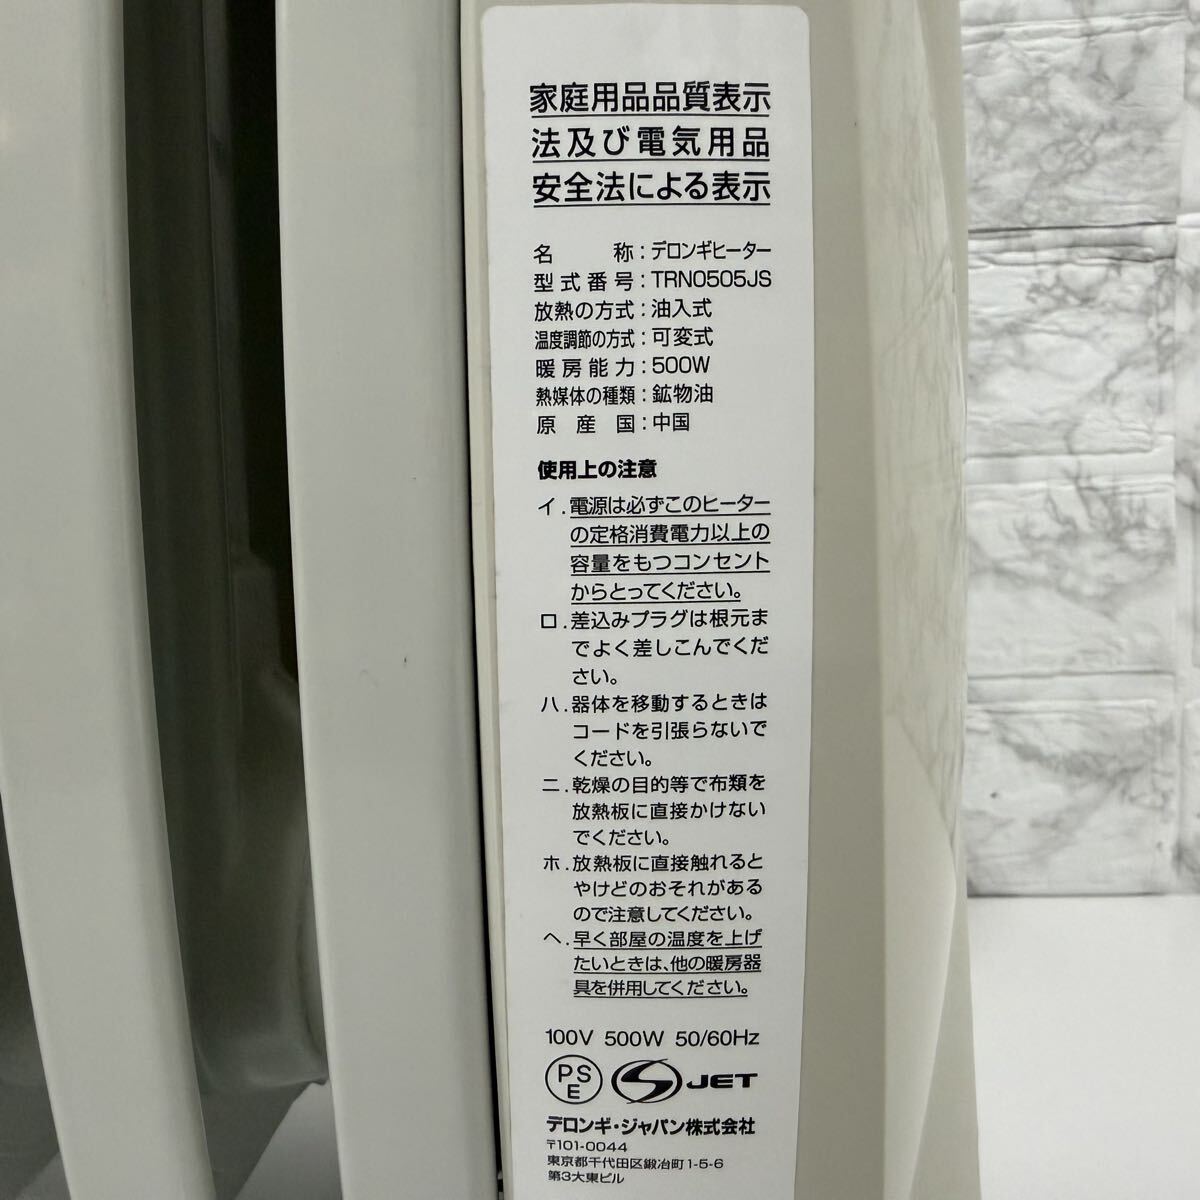 家庭用品品質表示
法及び電気用品
安全法による表示
名 称：デロンギヒーター
型式番号：TRN0505JS
放熱の方式：油入式
温度調節の方式：可変式
暖房能力：500W
熱媒体の種類：鉱物油
原産国：中国
使用上の注意
イ．電源は必ずこのヒーター
の定格消費電力以上の
容量をもつコンセント
からとってください。
ロ．差込みプラグは根元ま
でよく差しこんでくだ
さい。
ハ．器体を移動するときは
コードを引張らないで
ください。
ニ．乾燥の目的等で布類を
放熱板に直接かけない
でください。
ホ．放熱板に直接触れると
やけどのおそれがある
ので注意してください。
ヘ．早く部屋の温度を上げ
たいときは、他の暖房器
具を併用してください。
100V 500W 50/60Hz
PS
E
JET
デロンギ・ジャパン株式会社
〒101-0044
東京都千代田区鍛冶町1-5-6
第3大東ビル